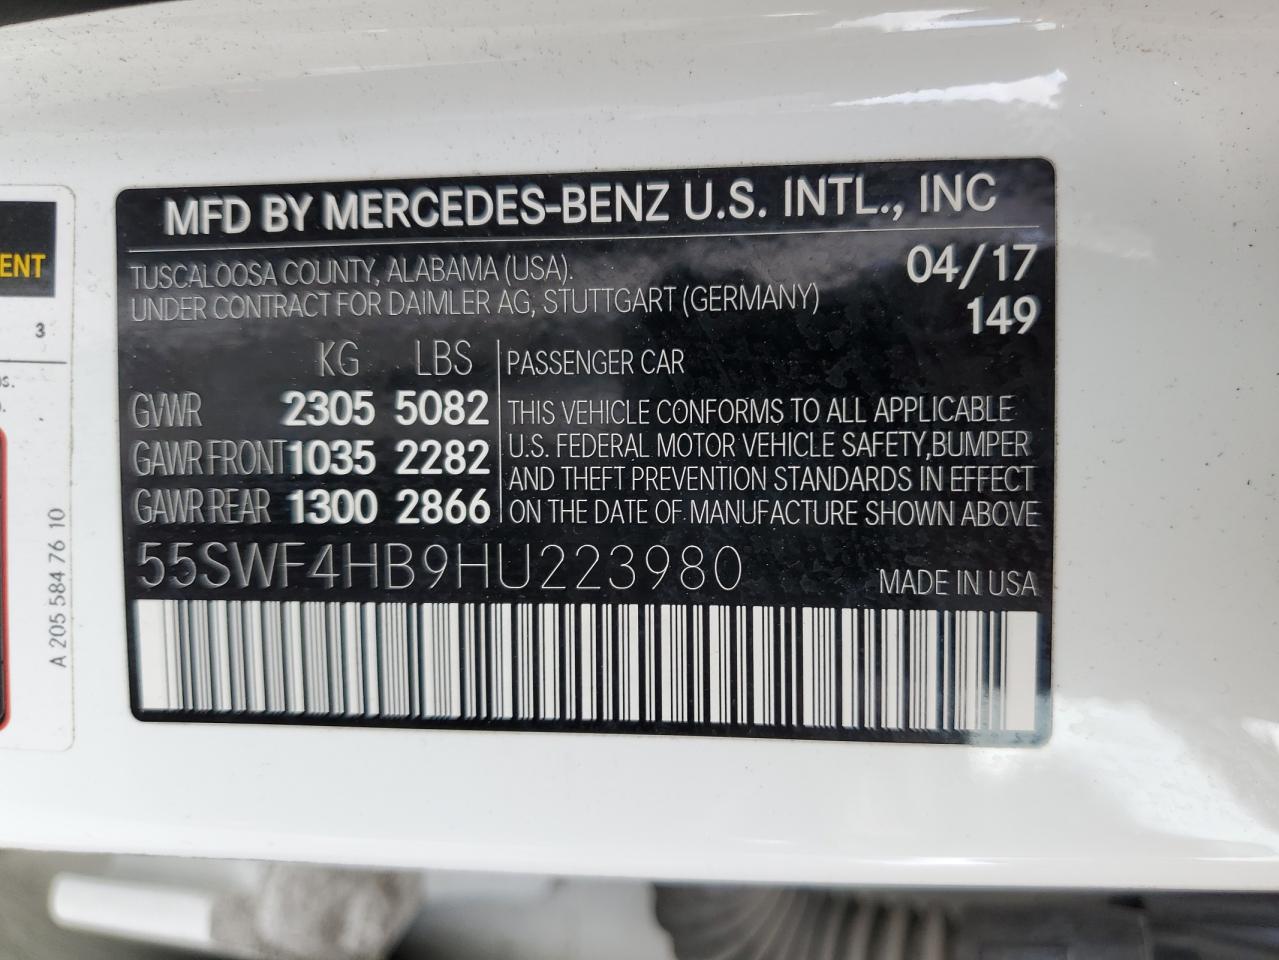 MFD BY MERCEDES-BENZ U.S. INTL., INC
TUSCALOOSA COUNTY, ALABAMA (USA).
04/17
UNDER CONTRACT FOR DAIMLER AG, STUTTGART (GERMANY)
149
KG LBS
GVWR 2305 5082
GAWR FRONT 1035 2282
GAWR REAR 1300 2866
PASSENGER CAR
THIS VEHICLE CONFORMS TO ALL APPLICABLE
U.S. FEDERAL MOTOR VEHICLE SAFETY, BUMPER
AND THEFT PREVENTION STANDARDS IN EFFECT
ON THE DATE OF MANUFACTURE SHOWN ABOVE
55SWF4HB9HU223980
MADE IN USA
ENT
3
A 205 584 76 10